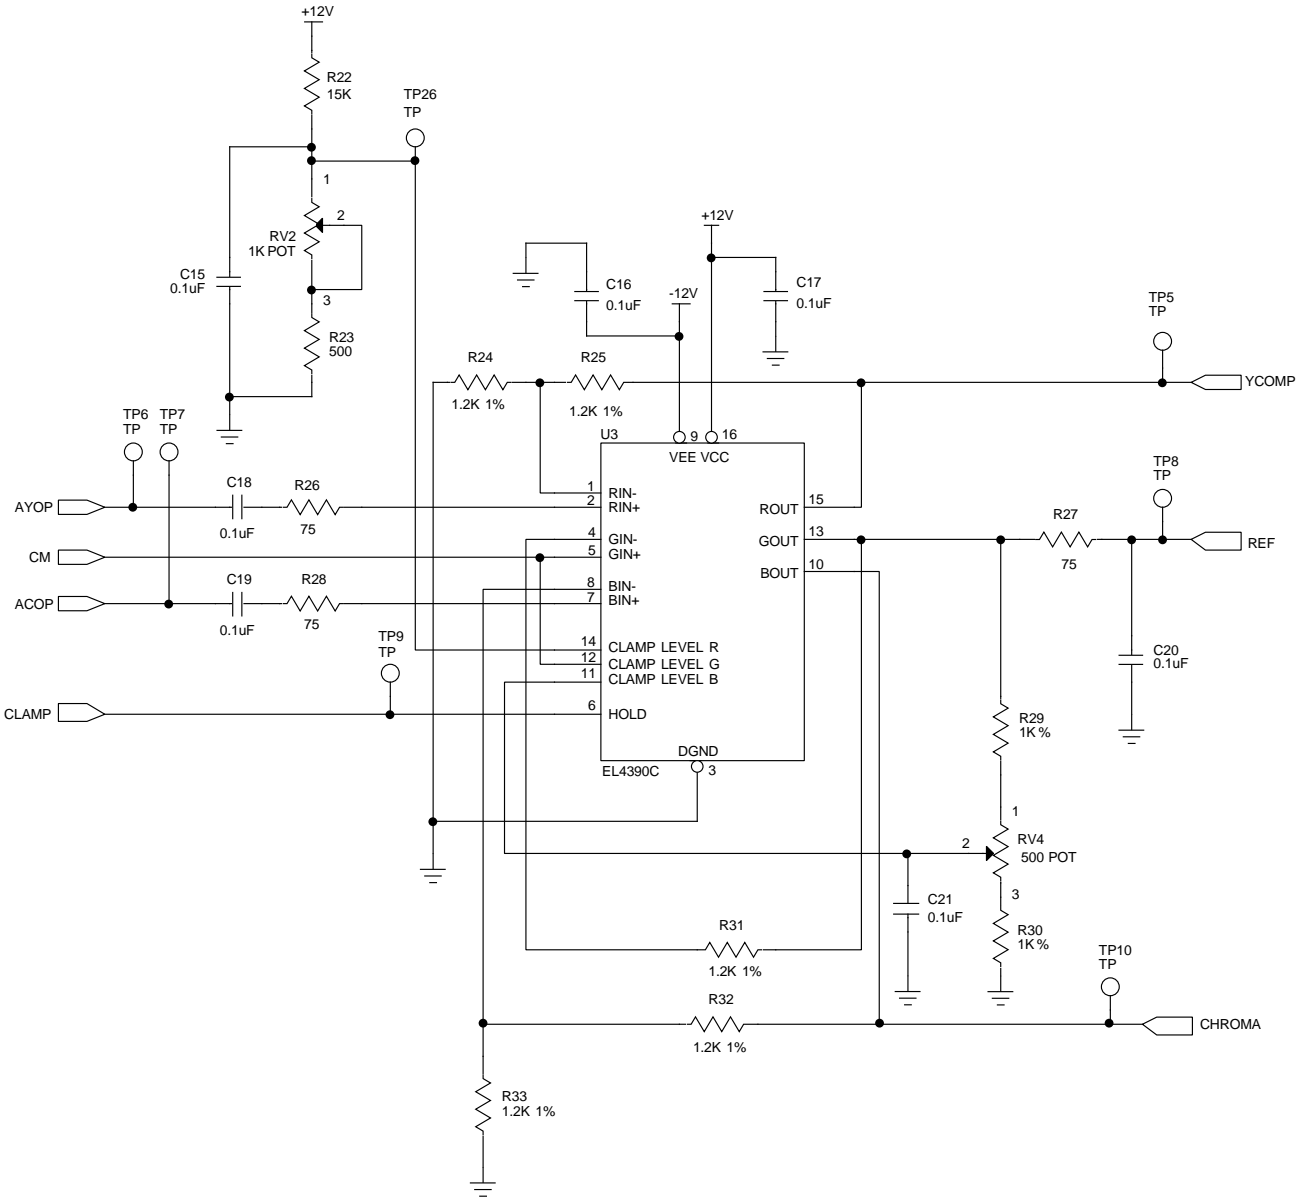 +12V
R22
15K
TP26
TP
1
2
RV2
1K POT
3
C15
0.1uF
R23
500
+12V
C16
0.1uF
-12V
C17
0.1uF
TP5
TP
R24
1.2K 1%
R25
1.2K 1%
YCOMP
TP6
TP
TP7
TP
U3
9
16
VEE VCC
AYOP
C18
0.1uF
R26
75
1
RIN-
2
RIN+
ROUT
15
TP8
TP
CM
4
GIN-
5
GIN+
GOUT
13
R27
75
REF
ACOP
C19
0.1uF
R28
75
8
BIN-
7
BIN+
BOUT
10
TP9
TP
14
CLAMP LEVEL R
12
CLAMP LEVEL G
11
CLAMP LEVEL B
C20
0.1uF
CLAMP
6
HOLD
R29
1K %
DGND
EL4390C
3
1
2
RV4
500 POT
3
C21
0.1uF
R30
1K %
R31
1.2K 1%
TP10
TP
R32
1.2K 1%
CHROMA
R33
1.2K 1%